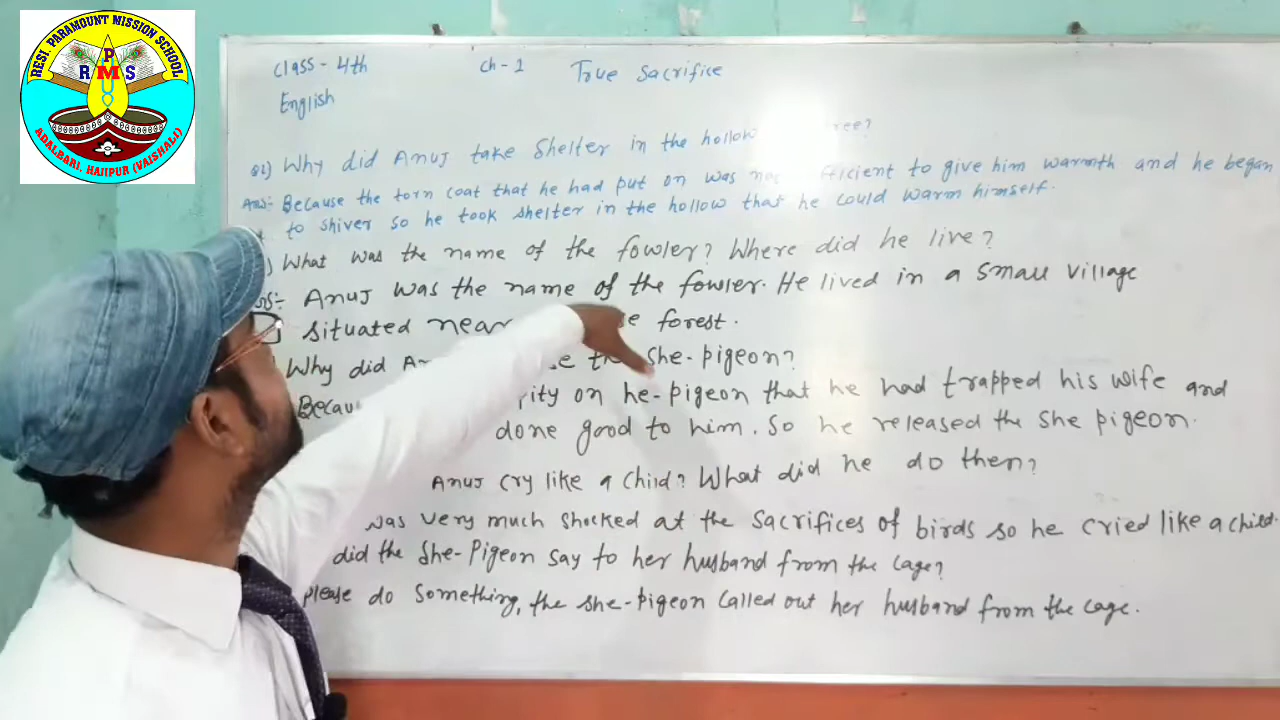 RESI. PARAMOUNT MISSION SCHOOL
P
R M S
U
ADALBARI, HAJIPUR (VAISHALI)
Class - 4th Ch - 1 True Sacrifice
English
Why did Anuj take shelter in the hollow
Ans:- Because the torn coat that he had put on was to give him warmth and he began
to shiver so he took shelter in the hollow that he could warm himself.
What was the name of the fowler? Where did he live?
Anuj was the name of the fowler. He lived in a small village
situated near forest.
Why did the she-pigeon?
pity on he-pigeon that he had trapped his wife and
done good to him. So he released the she pigeon.
Anuj cry like a child? What did he do then?
was very much shocked at the sacrifices of birds so he cried like a child.
did the she-pigeon say to her husband from the cage?
please do something, the she-pigeon called out her husband from the cage.